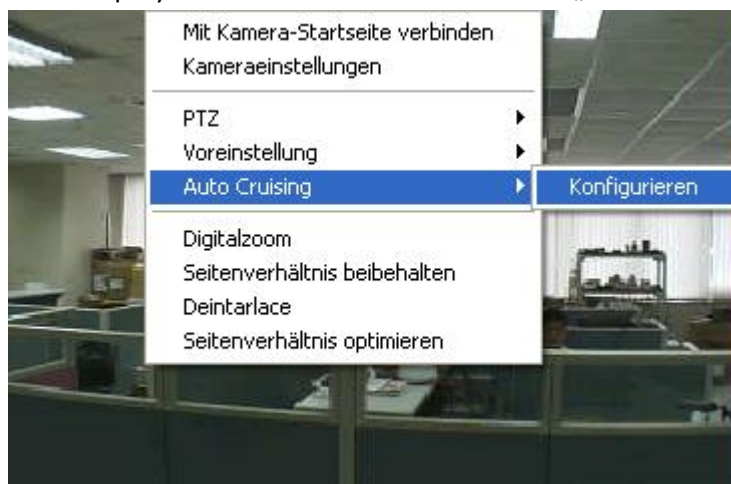 Mit Kamera-Startseite verbinden
Kameraeinstellungen
PTZ
Voreinstellung
Auto Cruising
Konfigurieren
Digitalzoom
Seitenverhältnis beibehalten
Deintarlace
Seitenverhältnis optimieren